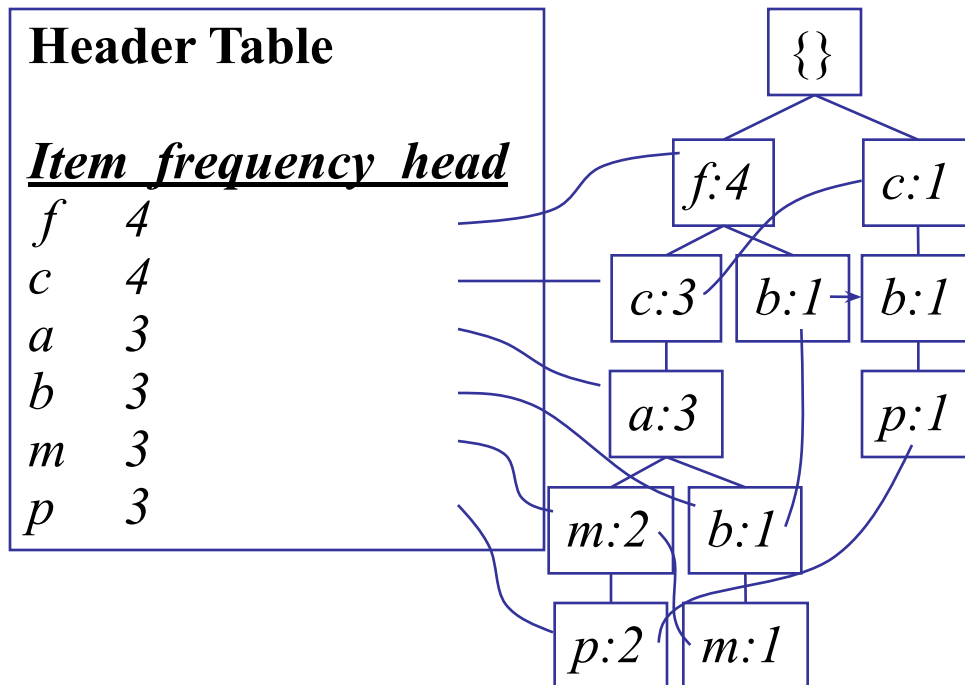 Header Table
Item frequency head
f 4
c 4
a 3
b 3
m 3
p 3
{}
f:4 c:1
c:3 b:1 b:1
a:3 p:1
m:2 b:1
p:2 m:1